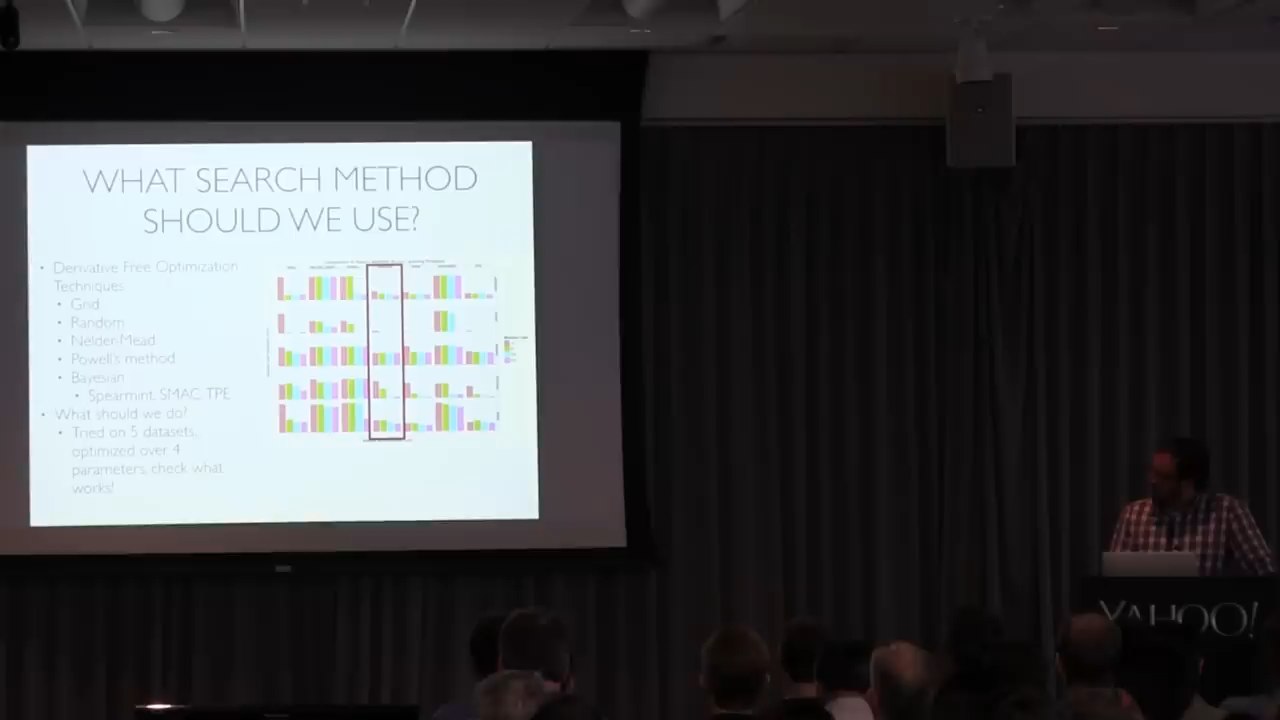 WHAT SEARCH METHOD
SHOULD WE USE?
• Derivative Free Optimization
Techniques
• Grid
• Random
• Nelder-Mead
• Powell's method
• Bayesian
• Spearmint, SMAC, TPE
• What should we do?
• Tried on 5 datasets,
optimized over 4
parameters, check what
works!
YAHOO!